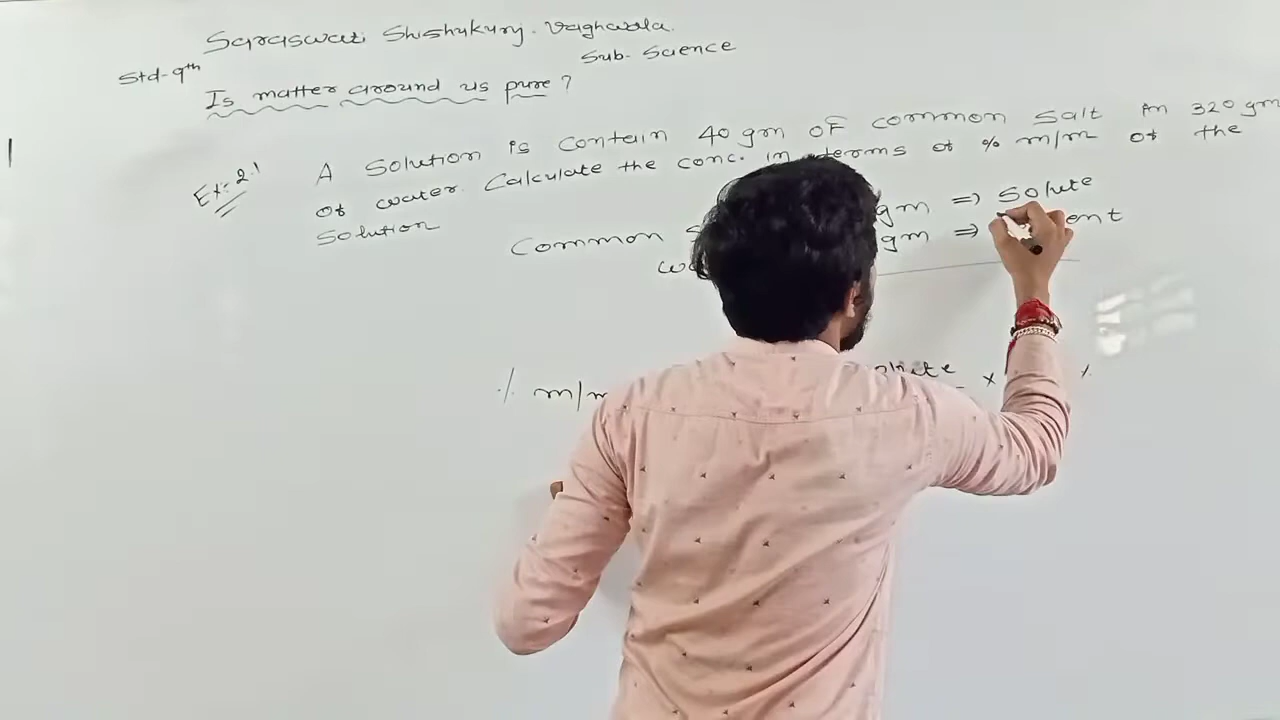 Saraswati Shishukunj. Vaghawala.
Std-9th
Sub- Science
Is matter around us pure?
Ex:- 2.1
A solution is contain 40 gm of common salt in 320 gm
of water. Calculate the conc. in terms of % m/m of the
solution
Common gm => Solute
gm =>
% m/m
× %